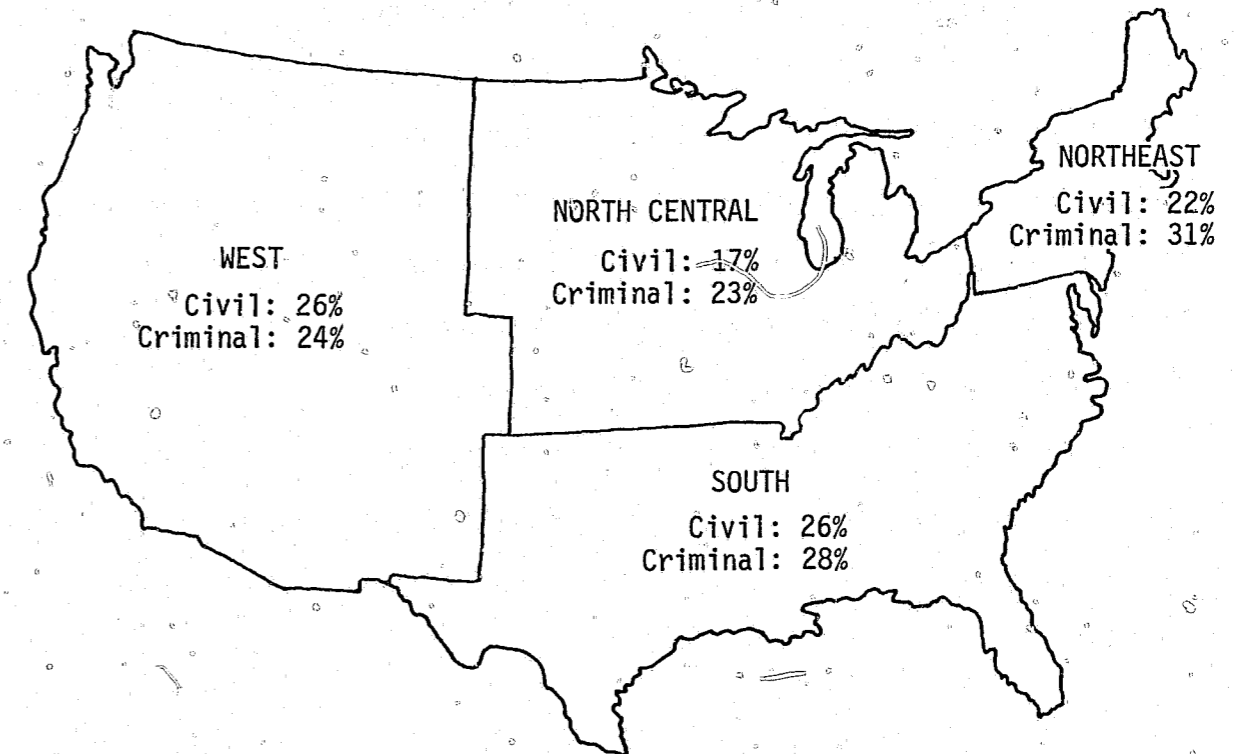 NORTHEAST
Civil: 22%
Criminal: 31%
NORTH CENTRAL
Civil: 17%
Criminal: 23%
WEST
Civil: 26%
Criminal: 24%
SOUTH
Civil: 26%
Criminal: 28%